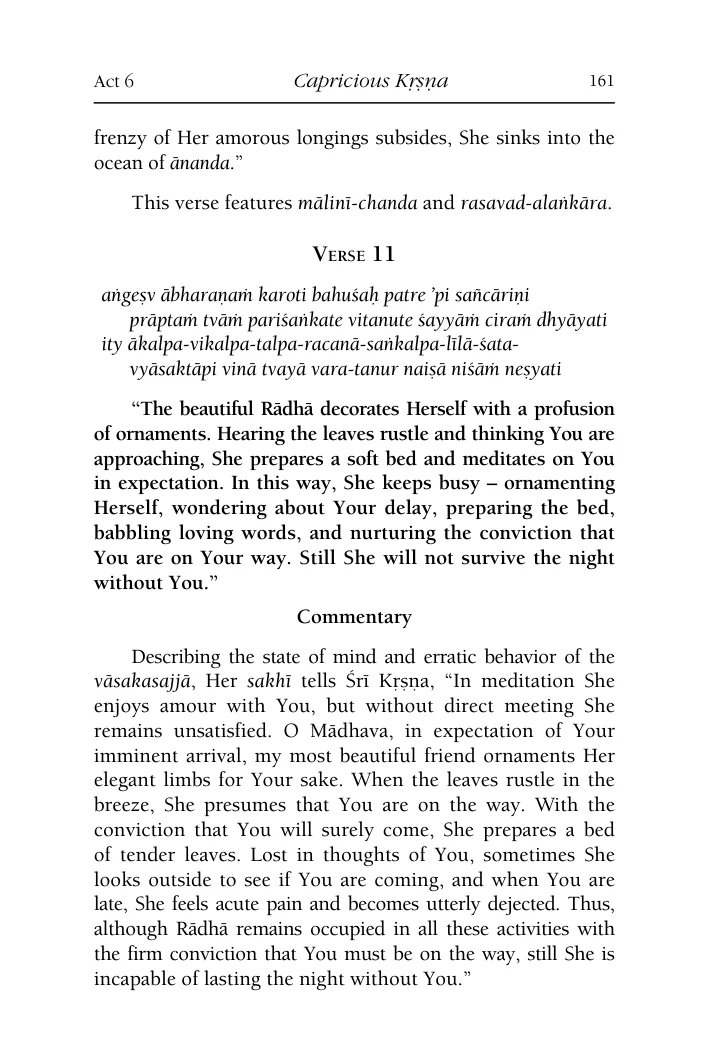 Act 6 Capricious Kṛṣṇa 161
frenzy of Her amorous longings subsides, She sinks into the
ocean of ānanda.”
This verse features mālinī-chanda and rasavad-alaṅkāra.
Verse 11
aṅgeṣv ābharaṇaṁ karoti bahuśaḥ patre ’pi sañcāriṇi
prāptaṁ tvāṁ pariśaṅkate vitanute śayyāṁ ciraṁ dhyāyati
ity ākalpa-vikalpa-talpa-racanā-saṅkalpa-līlā-śata-
vyāsaktāpi vinā tvayā vara-tanur naiṣā niśāṁ neṣyati
“The beautiful Rādhā decorates Herself with a profusion
of ornaments. Hearing the leaves rustle and thinking You are
approaching, She prepares a soft bed and meditates on You
in expectation. In this way, She keeps busy – ornamenting
Herself, wondering about Your delay, preparing the bed,
babbling loving words, and nurturing the conviction that
You are on Your way. Still She will not survive the night
without You.”
Commentary
Describing the state of mind and erratic behavior of the
vāsakasajjā, Her sakhī tells Śrī Kṛṣṇa, “In meditation She
enjoys amour with You, but without direct meeting She
remains unsatisfied. O Mādhava, in expectation of Your
imminent arrival, my most beautiful friend ornaments Her
elegant limbs for Your sake. When the leaves rustle in the
breeze, She presumes that You are on the way. With the
conviction that You will surely come, She prepares a bed
of tender leaves. Lost in thoughts of You, sometimes She
looks outside to see if You are coming, and when You are
late, She feels acute pain and becomes utterly dejected. Thus,
although Rādhā remains occupied in all these activities with
the firm conviction that You must be on the way, still She is
incapable of lasting the night without You.”